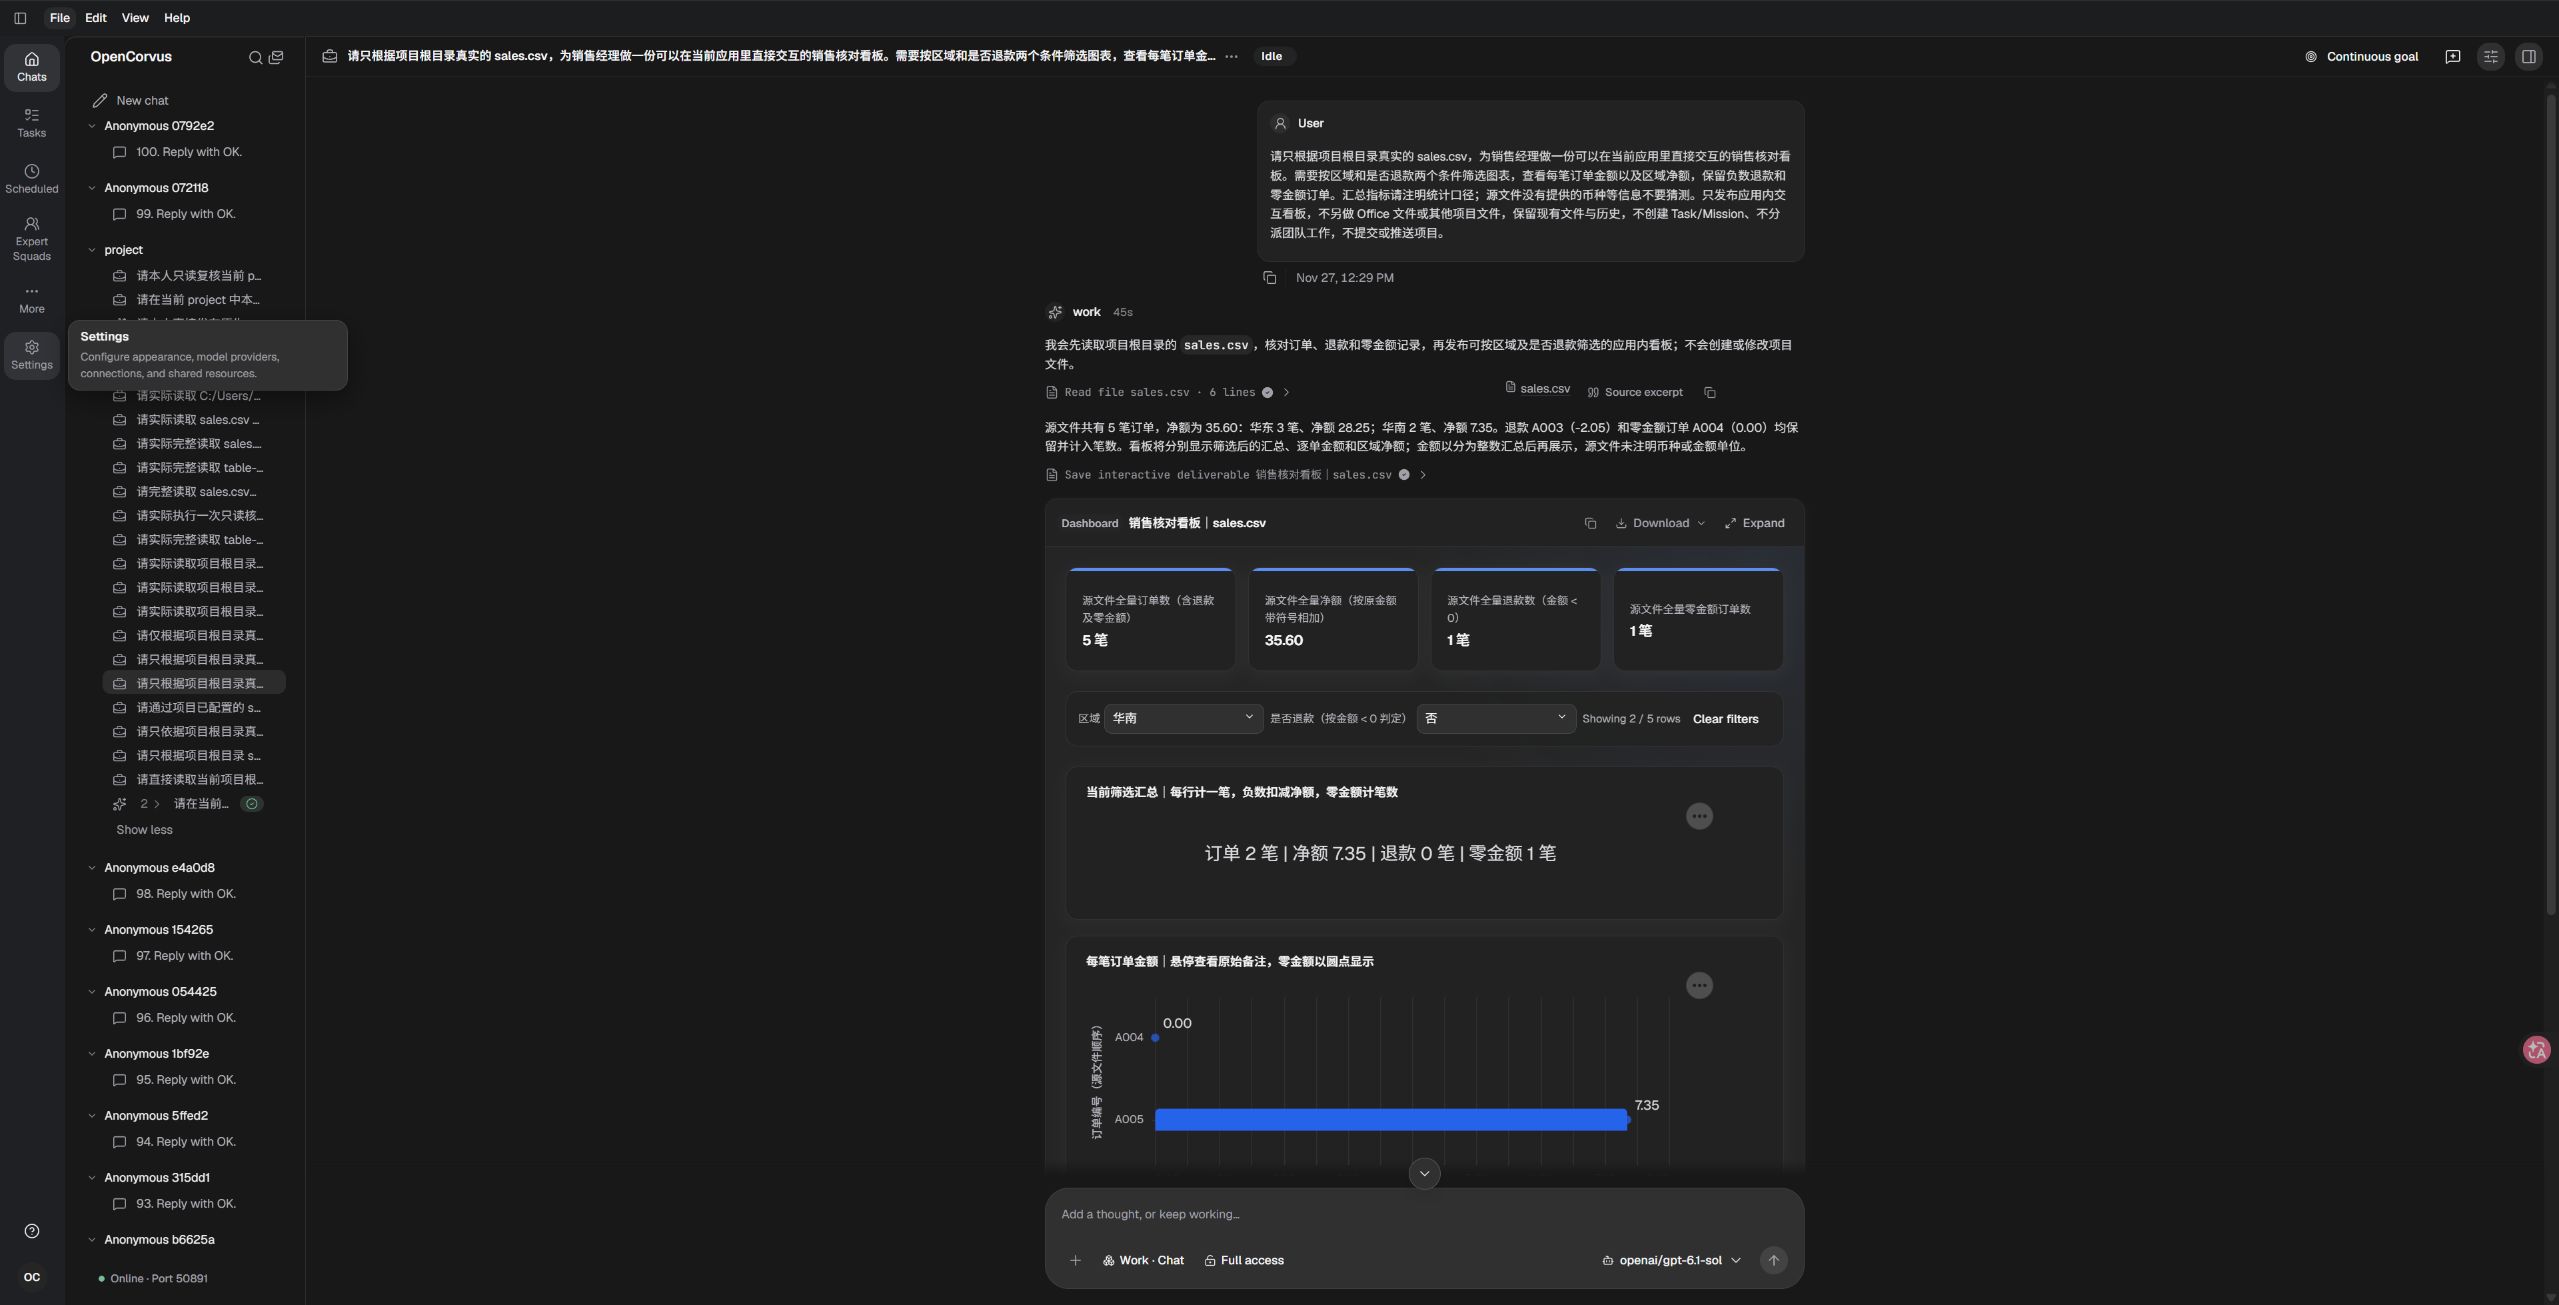 File Edit View Help
Chats
Tasks
Scheduled
Expert
Squads
More
Settings
OC
OpenCorvus
New chat
Anonymous 0792e2
100. Reply with OK.
Anonymous 072118
99. Reply with OK.
project
请本人只读复核当前 p...
请在当前 project 中本...
Settings
Configure appearance, model providers,
connections, and shared resources.
请实际读取 C:/Users/...
请实际读取 sales.csv ...
请实际完整读取 sales....
请实际完整读取 table-...
请完整读取 sales.csv...
请实际执行一次只读核...
请实际完整读取 table-...
请实际读取项目根目录...
请实际读取项目根目录...
请实际读取项目根目录...
请仅根据项目根目录真...
请只根据项目根目录真...
请只根据项目根目录真...
请通过项目已配置的 s...
请只依据项目根目录真...
请只根据项目根目录 s...
请直接读取当前项目根...
2 请在当前...
Show less
Anonymous e4a0d8
98. Reply with OK.
Anonymous 154265
97. Reply with OK.
Anonymous 054425
96. Reply with OK.
Anonymous 1bf92e
95. Reply with OK.
Anonymous 5ffed2
94. Reply with OK.
Anonymous 315dd1
93. Reply with OK.
Anonymous b6625a
Online · Port 50891
请只根据项目根目录真实的 sales.csv，为销售经理做一份可以在当前应用里直接交互的销售核对看板。需要按区域和是否退款两个条件筛选图表，查看每笔订单金... Idle
Continuous goal
User
请只根据项目根目录真实的 sales.csv，为销售经理做一份可以在当前应用里直接交互的销售核对看
板。需要按区域和是否退款两个条件筛选图表，查看每笔订单金额以及区域净额，保留负数退款和
零金额订单。汇总指标请注明统计口径；源文件没有提供的币种等信息不要猜测。只发布应用内交
互看板，不另做 Office 文件或其他项目文件，保留现有文件与历史，不创建 Task/Mission、不分
派团队工作，不提交或推送项目。
Nov 27, 12:29 PM
work 45s
我会先读取项目根目录的 sales.csv，核对订单、退款和零金额记录，再发布可按区域及是否退款筛选的应用内看板；不会创建或修改项目
文件。
Read file sales.csv · 6 lines
sales.csv Source excerpt
源文件共有 5 笔订单，净额为 35.60：华东 3 笔、净额 28.25；华南 2 笔、净额 7.35。退款 A003（-2.05）和零金额订单 A004（0.00）均保
留并计入笔数。看板将分别显示筛选后的汇总、逐单金额和区域净额；金额以分为整数汇总后再展示，源文件未注明币种或金额单位。
Save interactive deliverable 销售核对看板｜sales.csv
Dashboard 销售核对看板｜sales.csv
Download Expand
源文件全量订单数（含退款
及零金额）
5 笔
源文件全量净额（按原金额
带符号相加）
35.60
源文件全量退款数（金额 <
0）
1 笔
源文件全量零金额订单数
1 笔
区域 华南 是否退款（按金额 < 0 判定） 否 Showing 2 / 5 rows Clear filters
当前筛选汇总｜每行计一笔，负数扣减净额，零金额计笔数
订单 2 笔 | 净额 7.35 | 退款 0 笔 | 零金额 1 笔
每笔订单金额｜悬停查看原始备注，零金额以圆点显示
订单编号（源文件顺序）
A004 0.00
A005 7.35
Add a thought, or keep working...
Work · Chat Full access
openai/gpt-6.1-sol